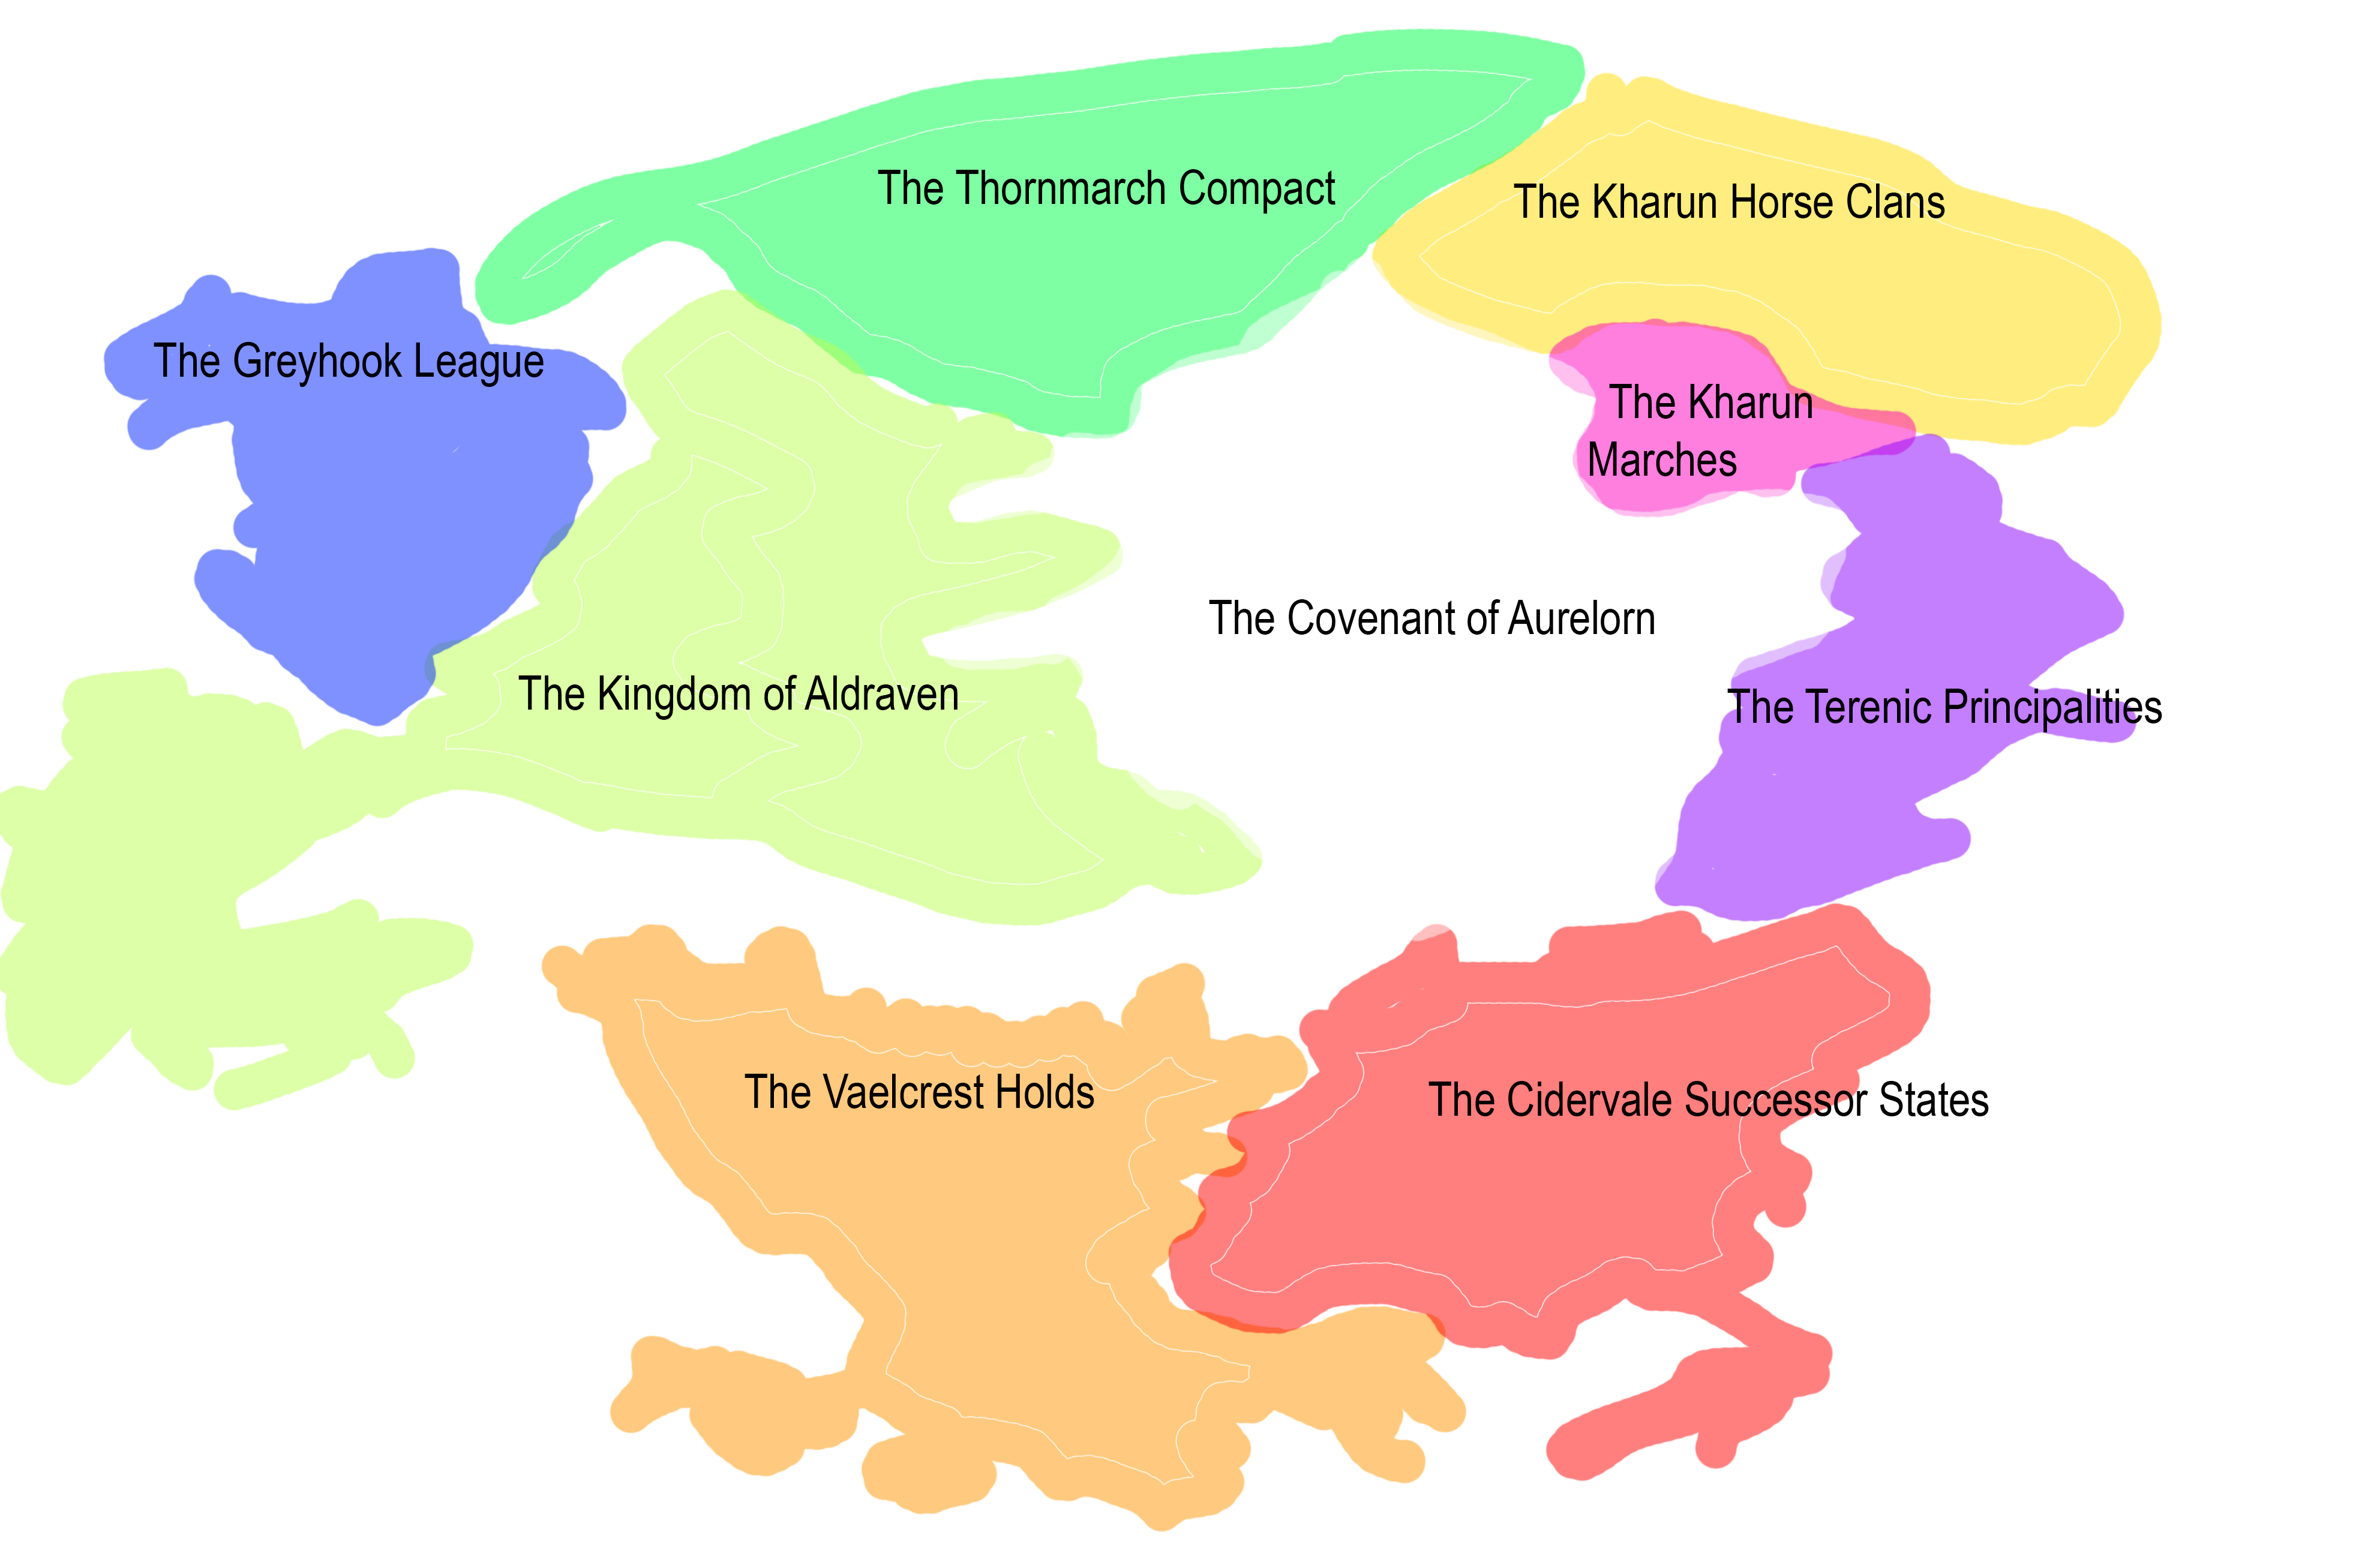 The Thornmarch Compact
The Kharun Horse Clans
The Greyhook League
The Kharun
Marches
The Covenant of Aurelorn
The Kingdom of Aldraven
The Terenic Principalities
The Vaelcrest Holds
The Cidervale Successor States